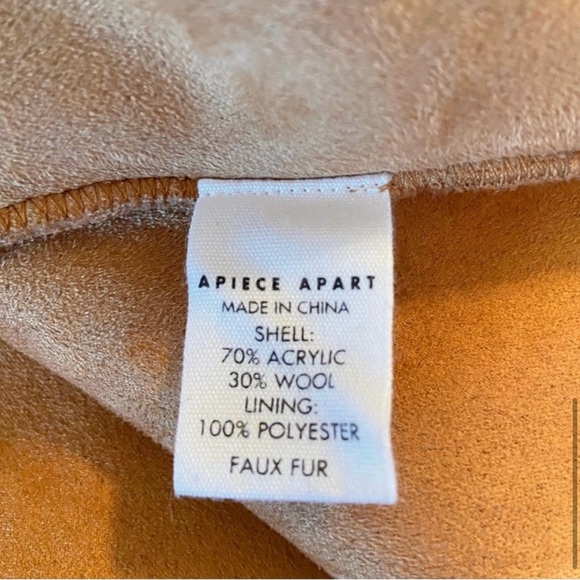 APIECE APART
MADE IN CHINA
SHELL:
70% ACRYLIC
30% WOOL
LINING:
100% POLYESTER
FAUX FUR